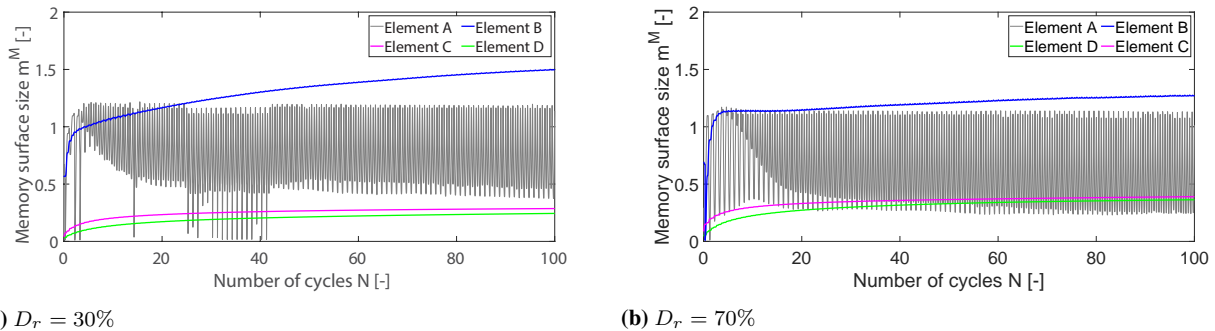 Memory surface size m^M [-]
2
1.5
1
0.5
0
Element A Element B
Element C Element D
0 20 40 60 80 100
Number of cycles N [-]
) D_r = 30%
Memory surface size m^M [-]
2
1.5
1
0.5
0
Element A Element B
Element D Element C
0 20 40 60 80 100
Number of cycles N [-]
(b) D_r = 70%